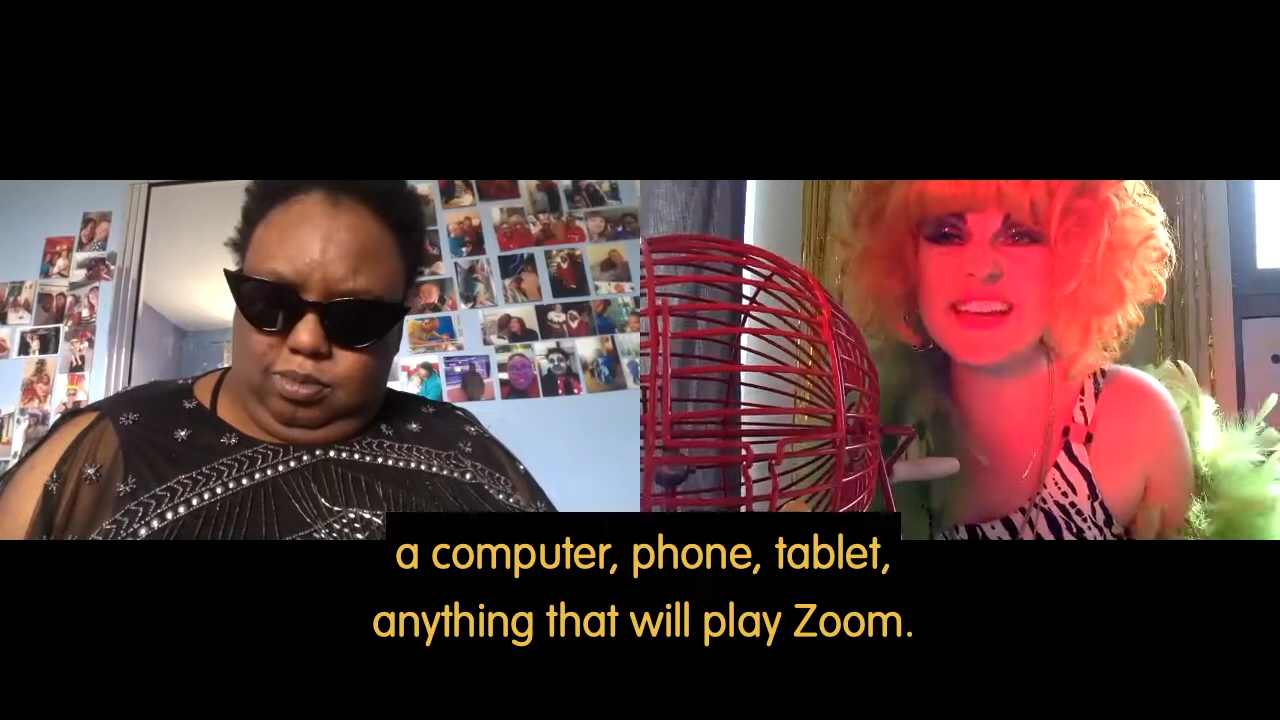 a computer, phone, tablet,
anything that will play Zoom.